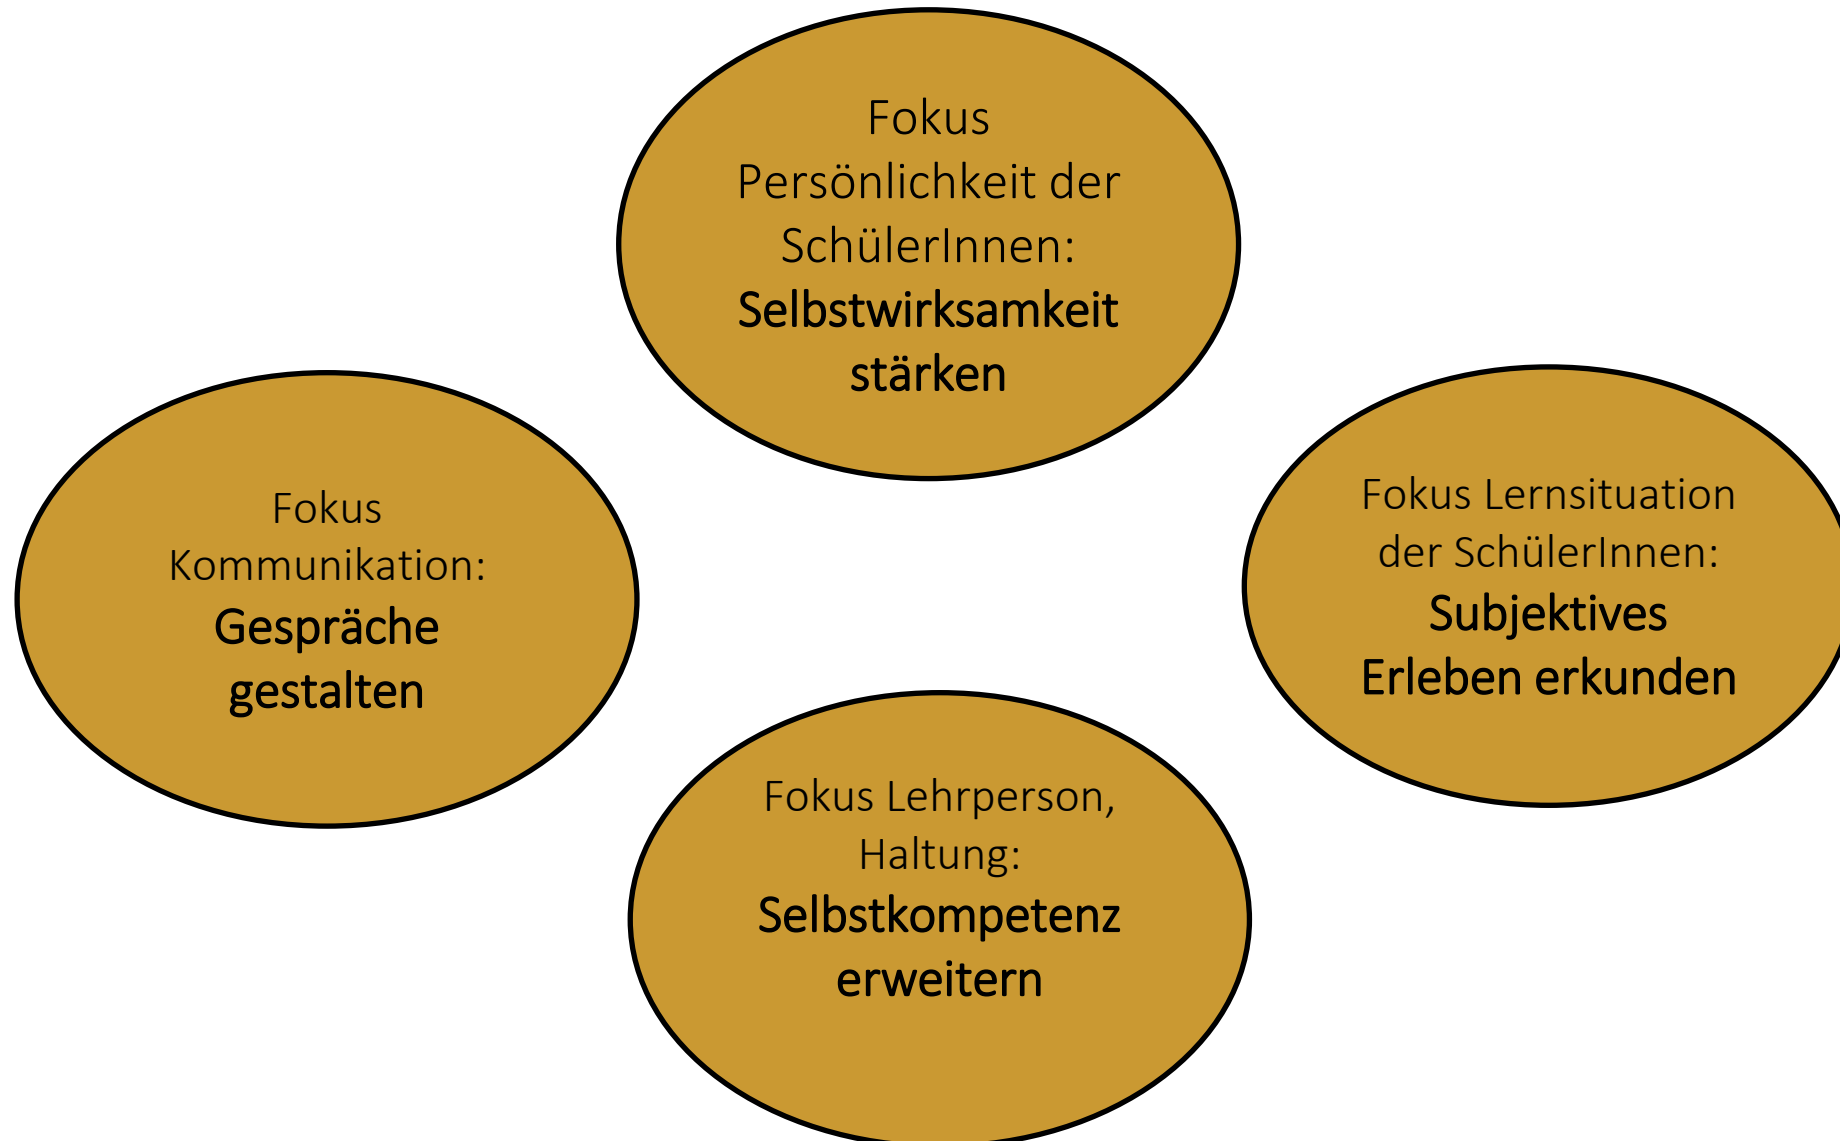 Fokus
Persönlichkeit der
SchülerInnen:
Selbstwirksamkeit
stärken
Fokus
Kommunikation:
Gespräche
gestalten
Fokus Lernsituation
der SchülerInnen:
Subjektives
Erleben erkunden
Fokus Lehrperson,
Haltung:
Selbstkompetenz
erweitern